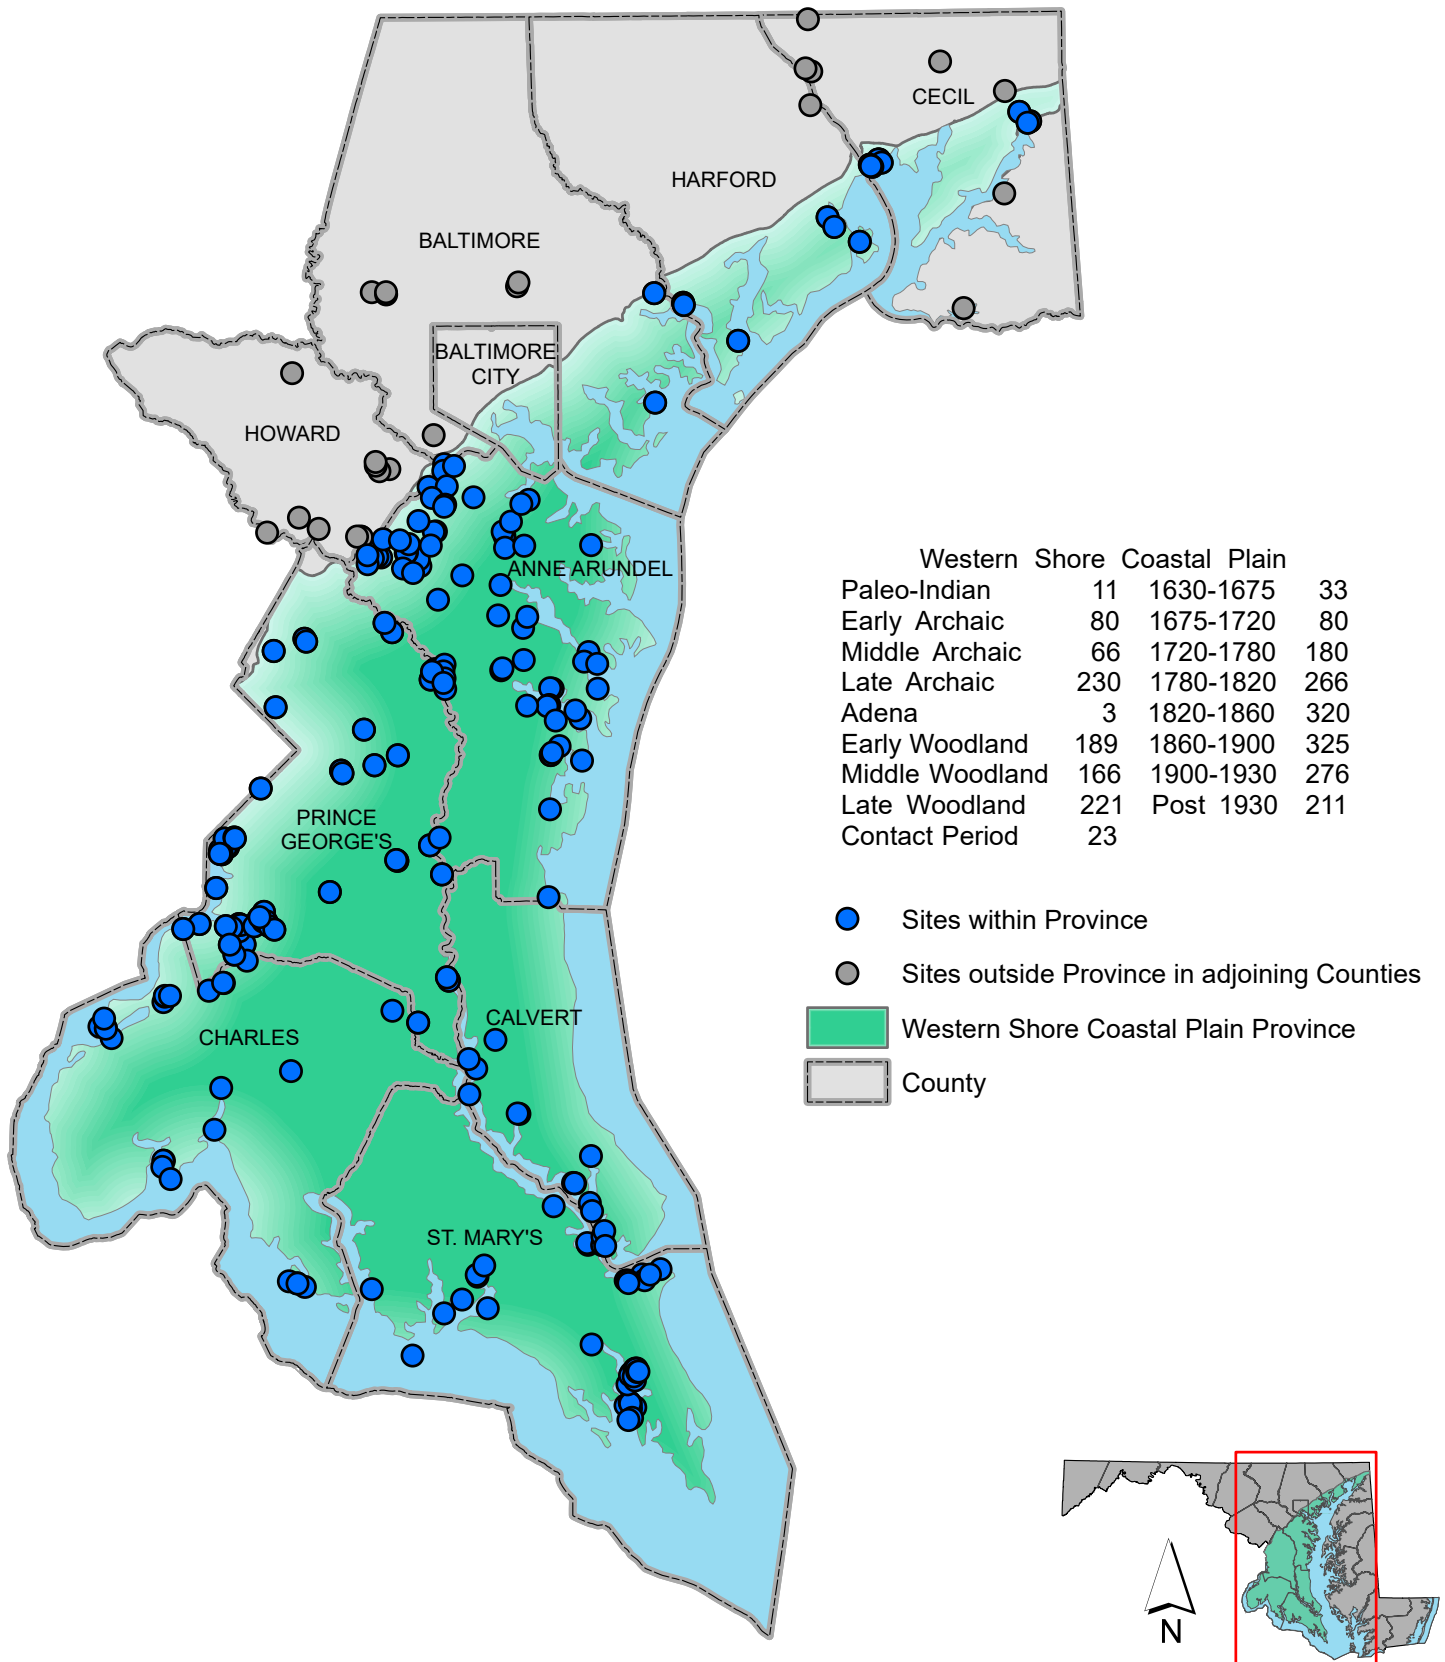 CECIL
HARFORD
BALTIMORE
BALTIMORE
CITY
HOWARD
ANNE ARUNDEL
PRINCE
GEORGE'S
CHARLES
CALVERT
ST. MARY'S
Western Shore Coastal Plain
Paleo-Indian 11 1630-1675 33
Early Archaic 80 1675-1720 80
Middle Archaic 66 1720-1780 180
Late Archaic 230 1780-1820 266
Adena 3 1820-1860 320
Early Woodland 189 1860-1900 325
Middle Woodland 166 1900-1930 276
Late Woodland 221 Post 1930 211
Contact Period 23
Sites within Province
Sites outside Province in adjoining Counties
Western Shore Coastal Plain Province
County
N